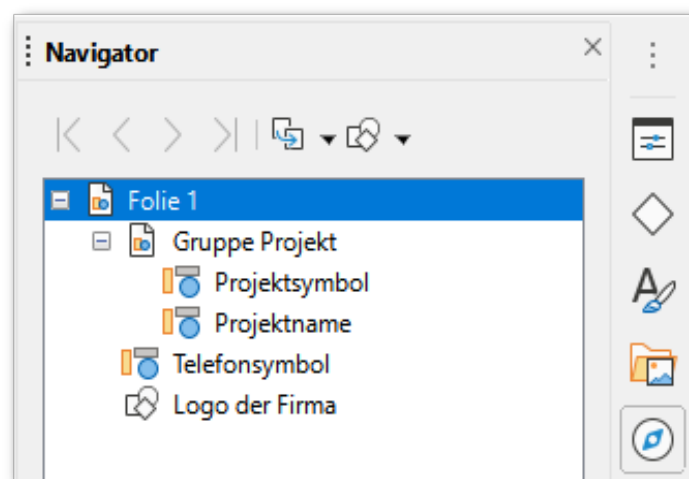 Navigator
Folie 1
Gruppe Projekt
Projektsymbol
Projektname
Telefonsymbol
Logo der Firma